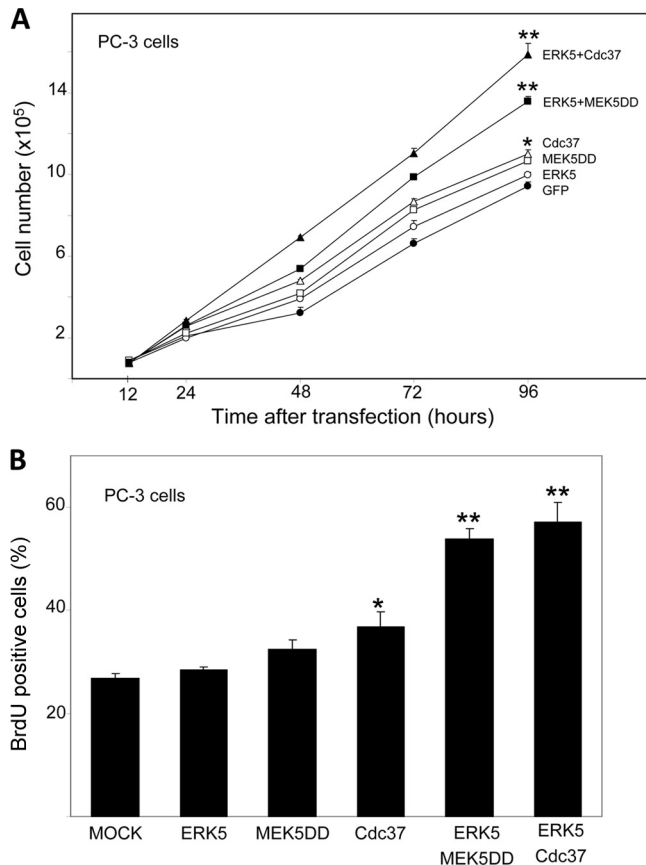 A
PC-3 cells
Cell number (x10⁵)
14
10
6
2
12 24 48 72 96
Time after transfection (hours)
**
ERK5+Cdc37
**
ERK5+MEK5DD
*
Cdc37
MEK5DD
ERK5
GFP
B
PC-3 cells
BrdU positive cells (%)
60
40
20
*
**
**
MOCK ERK5 MEK5DD Cdc37 ERK5 ERK5
MEK5DD Cdc37